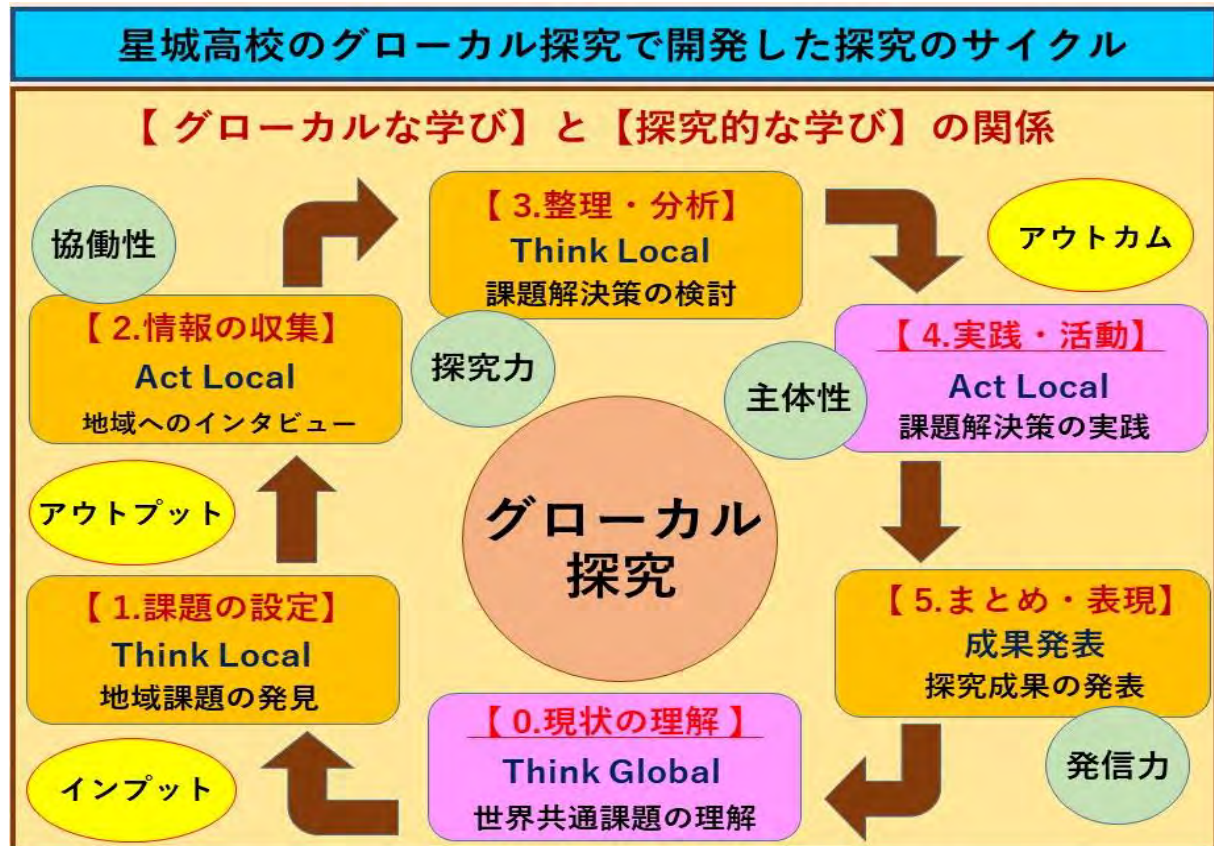 星城高校のグローカル探究で開発した探究のサイクル
【 グローカルな学び】と【探究的な学び】の関係
【 3.整理・分析】
Think Local
課題解決策の検討
アウトカム
協働性
【 2.情報の収集】
Act Local
地域へのインタビュー
探究力
主体性
【 4.実践・活動】
Act Local
課題解決策の実践
アウトプット
グローカル
探究
【 1.課題の設定】
Think Local
地域課題の発見
【 5.まとめ・表現】
成果発表
探究成果の発表
インプット
【 0.現状の理解 】
Think Global
世界共通課題の理解
発信力